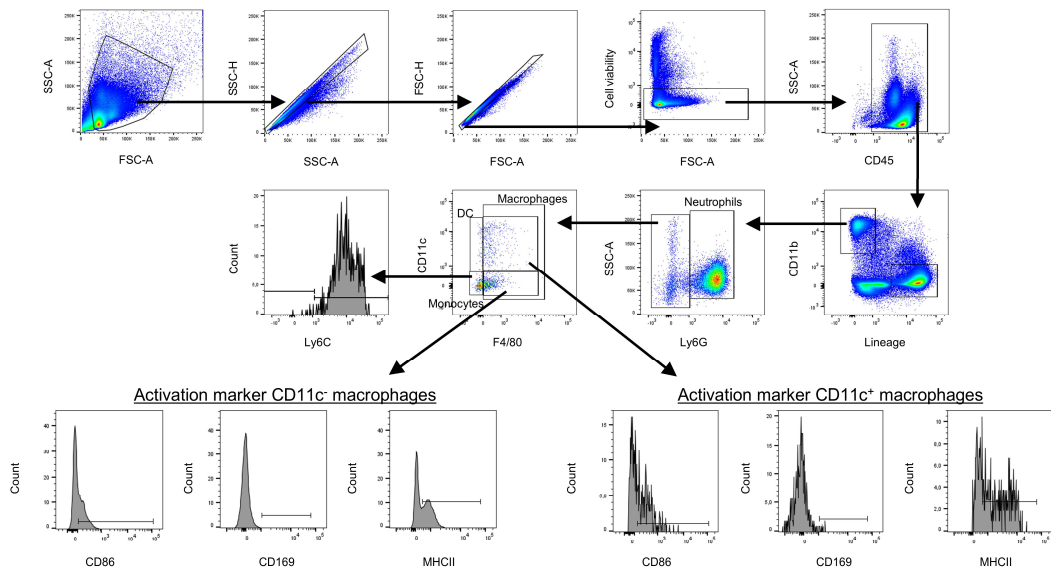 SSC-A
FSC-A
SSC-H
SSC-A
FSC-H
FSC-A
Cell viability
FSC-A
SSC-A
CD45
Count
Ly6C
CD11c
DC
Macrophages
Monocytes
F4/80
SSC-A
Neutrophils
Ly6G
CD11b
Lineage
Activation marker CD11c- macrophages
Activation marker CD11c+ macrophages
Count
CD86
Count
CD169
Count
MHCII
Count
CD86
Count
CD169
Count
MHCII